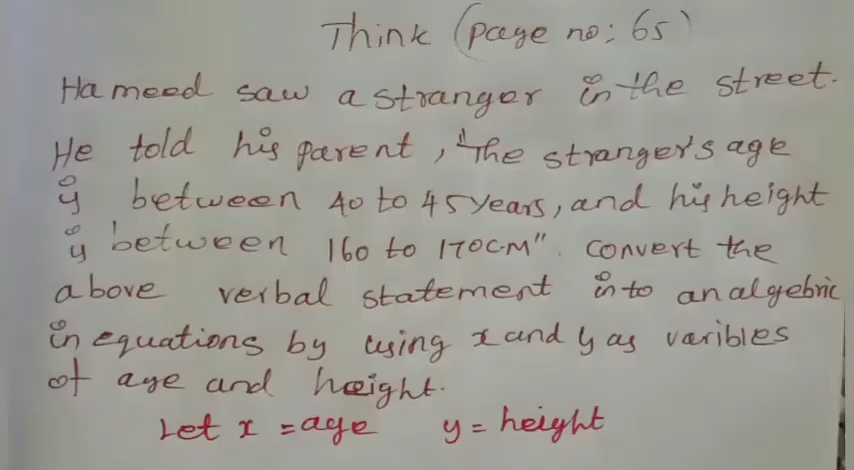 Think (page no: 65)
Hameed saw a stranger in the street.
He told his parent, "The stranger's age
is between 40 to 45 years, and his height
is between 160 to 170 c.m". convert the
above verbal statement into an algebric
in equations by using x and y as varibles
of age and height.
Let x = age y = height